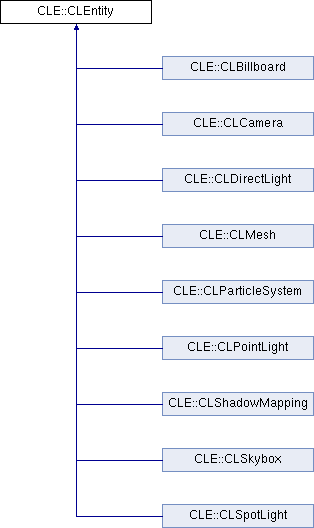 CLE::CLEntity
CLE::CLBillboard
CLE::CLCamera
CLE::CLDirectLight
CLE::CLMesh
CLE::CLParticleSystem
CLE::CLPointLight
CLE::CLShadowMapping
CLE::CLSkybox
CLE::CLSpotLight